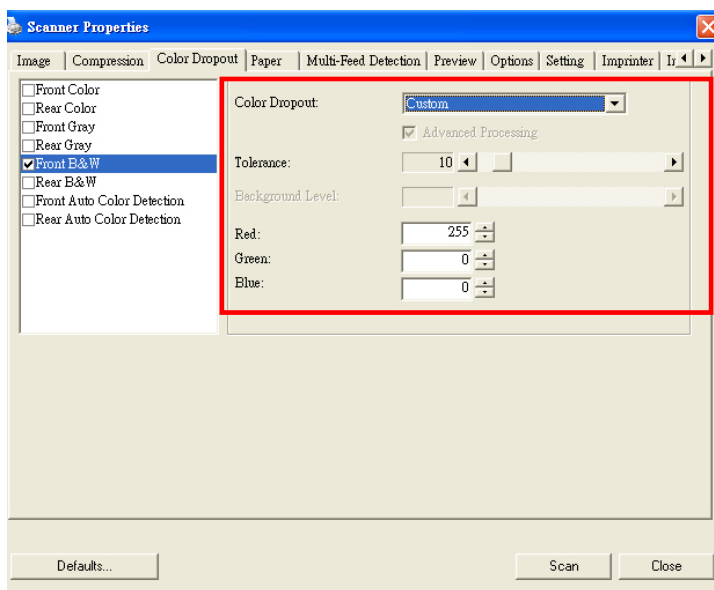 Scanner Properties
Image Compression Color Dropout Paper Multi-Feed Detection Preview Options Setting Imprinter
Front Color
Rear Color
Front Gray
Rear Gray
Front B&W
Rear B&W
Front Auto Color Detection
Rear Auto Color Detection
Color Dropout: Custom
Advanced Processing
Tolerance: 10
Background Level:
Red: 255
Green: 0
Blue: 0
Defaults... Scan Close